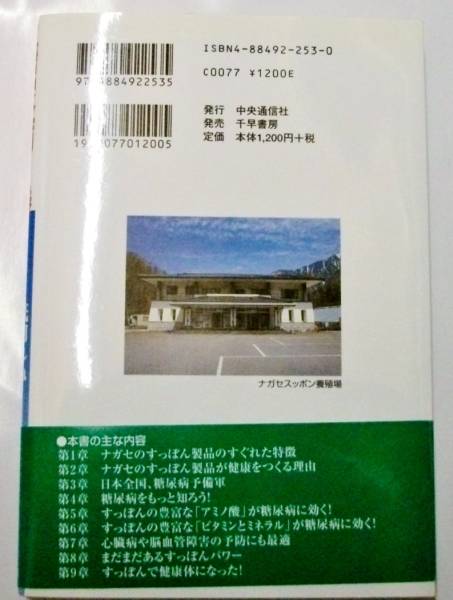 ISBN4-88492-253-0
C0077 ¥1200E
発行 中央通信社
発売 千早書房
定価 本体1,200円+税
ナガセスッポン養殖場
●本書の主な内容
第1章 ナガセのすっぽん製品のすぐれた特徴
第2章 ナガセのすっぽん製品が健康をつくる理由
第3章 日本全国、糖尿病予備軍
第4章 糖尿病をもっと知ろう!
第5章 すっぽんの豊富な「アミノ酸」が糖尿病に効く!
第6章 すっぽんの豊富な「ビタミンとミネラル」が糖尿病に効く!
第7章 心臓病や脳血管障害の予防にも最適
第8章 まだまだあるすっぽんパワー
第9章 すっぽんで健康体になった!